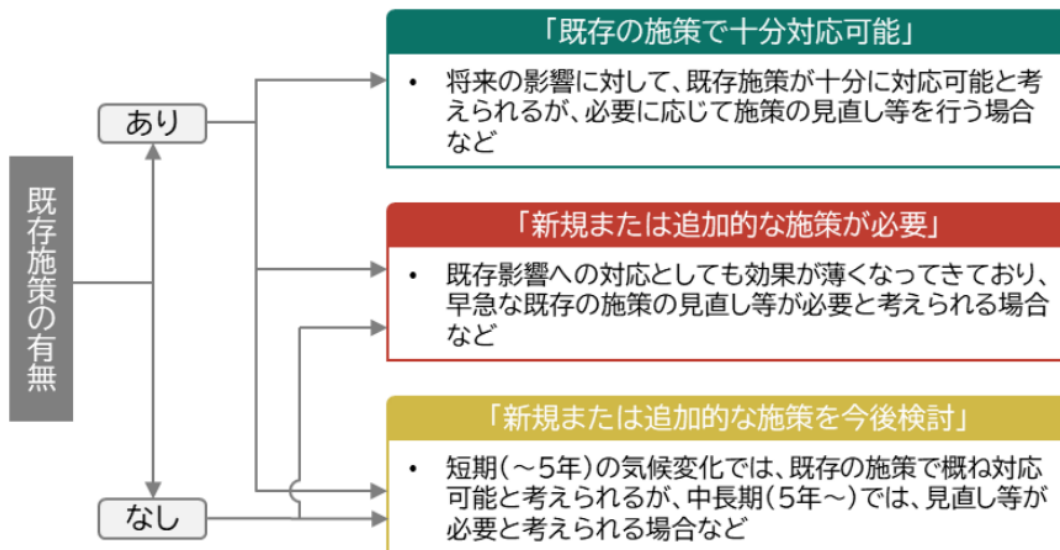 既存施策の有無
あり
なし
「既存の施策で十分対応可能」
• 将来の影響に対して、既存施策が十分に対応可能と考
えられるが、必要に応じて施策の見直し等を行う場合
など
「新規または追加的な施策が必要」
• 既存影響への対応としても効果が薄くなってきており、
早急な既存の施策の見直し等が必要と考えられる場合
など
「新規または追加的な施策を今後検討」
• 短期(~5年)の気候変化では、既存の施策で概ね対応
可能と考えられるが、中長期(5年~)では、見直し等が
必要と考えられる場合など